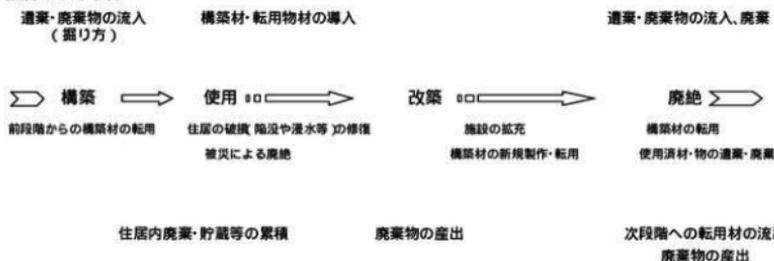 遺棄・廃棄物の流入 構築材・転用物材の導入 遺棄・廃棄物の流入、廃棄
(掘り方)
構築 使用 改築 廃絶
前段階からの構築材の転用 住居の破損(陥没や浸水等)の修復 施設の拡充 構築材の転用
被災による廃絶 構築材の新規製作・転用 使用済材・物の遺棄・廃棄
住居内廃棄・貯蔵等の累積 廃棄物の産出 次段階への転用材の流
廃棄物の産出